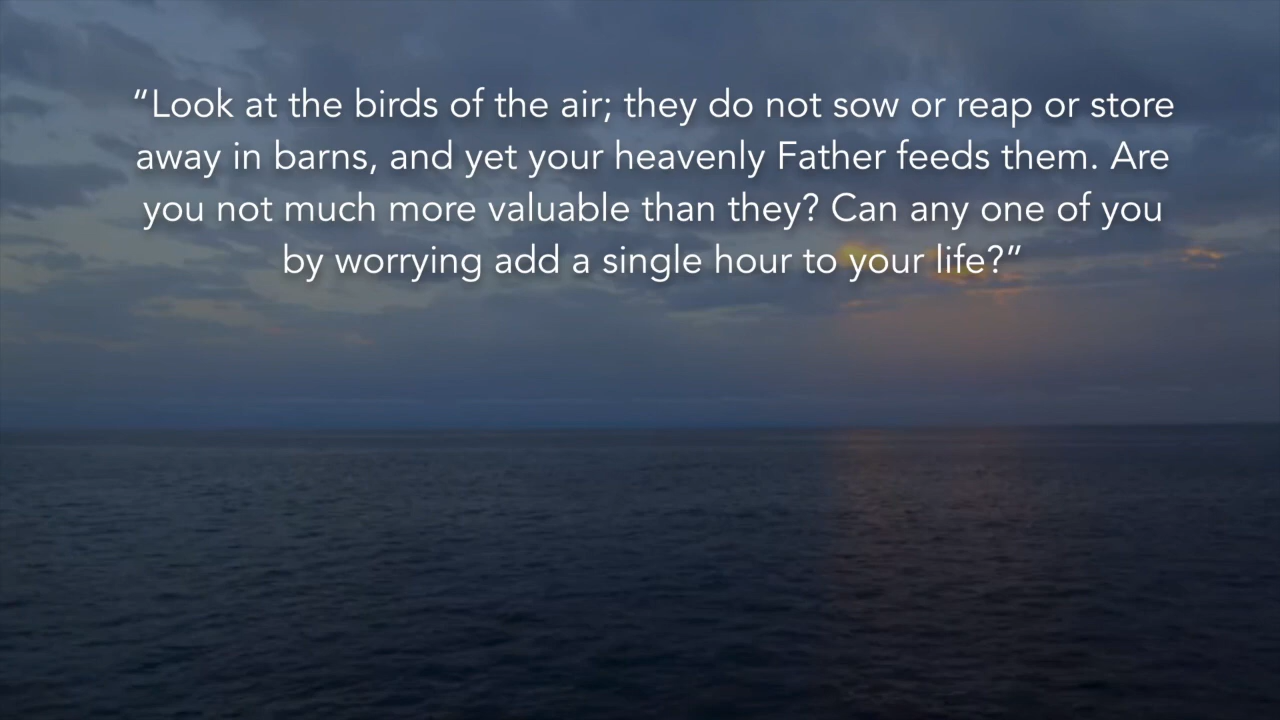 “Look at the birds of the air; they do not sow or reap or store
away in barns, and yet your heavenly Father feeds them. Are
you not much more valuable than they? Can any one of you
by worrying add a single hour to your life?”